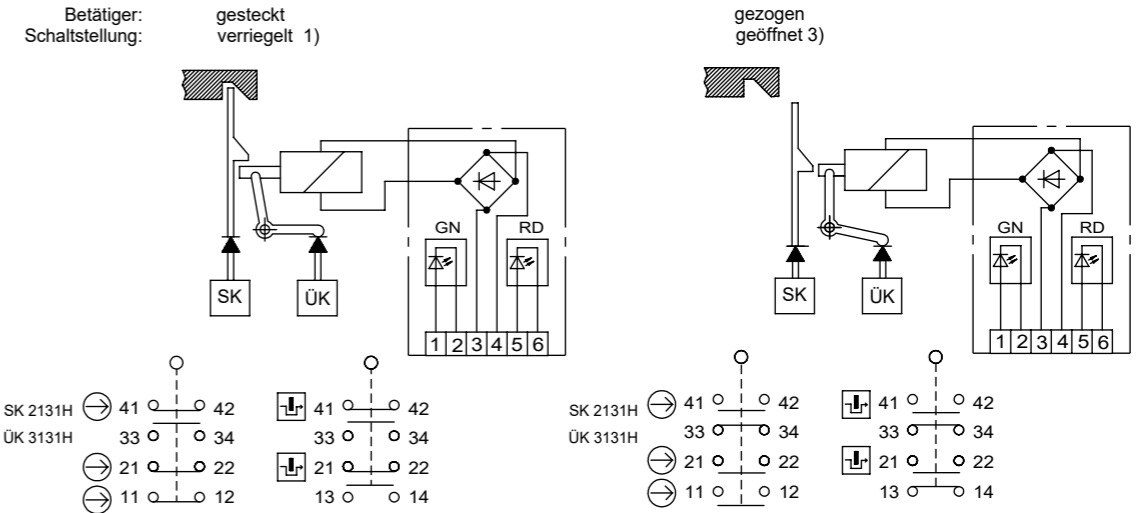 Betätiger: gesteckt gezogen
Schaltstellung: verriegelt 1) geöffnet 3)
GN RD GN RD
SK ÜK SK ÜK
1 2 3 4 5 6 1 2 3 4 5 6
SK 2131H 41 42 41 42 SK 2131H 41 42 41 42
ÜK 3131H 33 34 33 34 ÜK 3131H 33 34 33 34
21 22 21 22 21 22 21 22
11 12 13 14 11 12 13 14